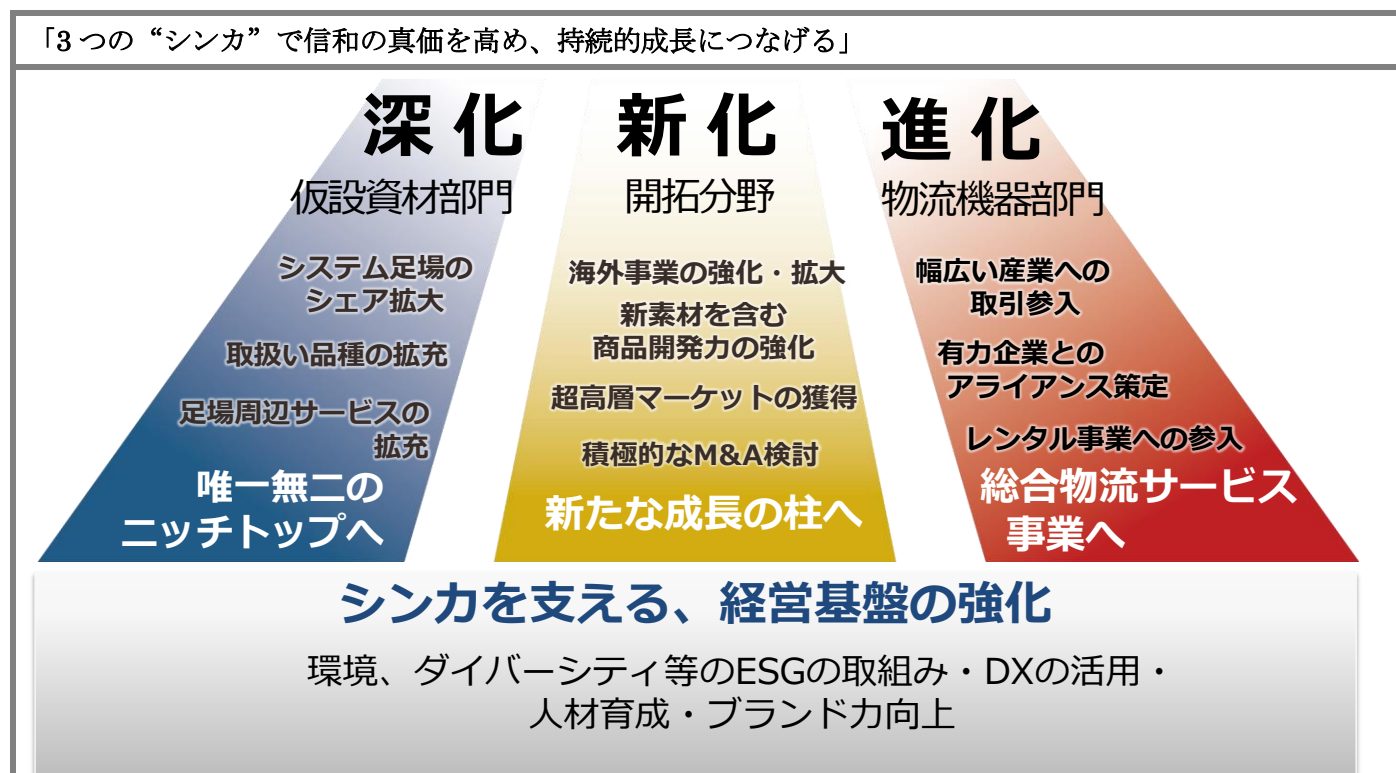 「3つの“シンカ”で信和の真価を高め、持続的成長につなげる」
深化
仮設資材部門
システム足場の
シェア拡大
取扱い品種の拡充
足場周辺サービスの
拡充
唯一無二の
ニッチトップへ
新化
開拓分野
海外事業の強化・拡大
新素材を含む
商品開発力の強化
超高層マーケットの獲得
積極的なM&A検討
新たな成長の柱へ
進化
物流機器部門
幅広い産業への
取引参入
有力企業との
アライアンス策定
レンタル事業への参入
総合物流サービス
事業へ
シンカを支える、経営基盤の強化
環境、ダイバーシティ等のESGの取組み・DXの活用・
人材育成・ブランド力向上